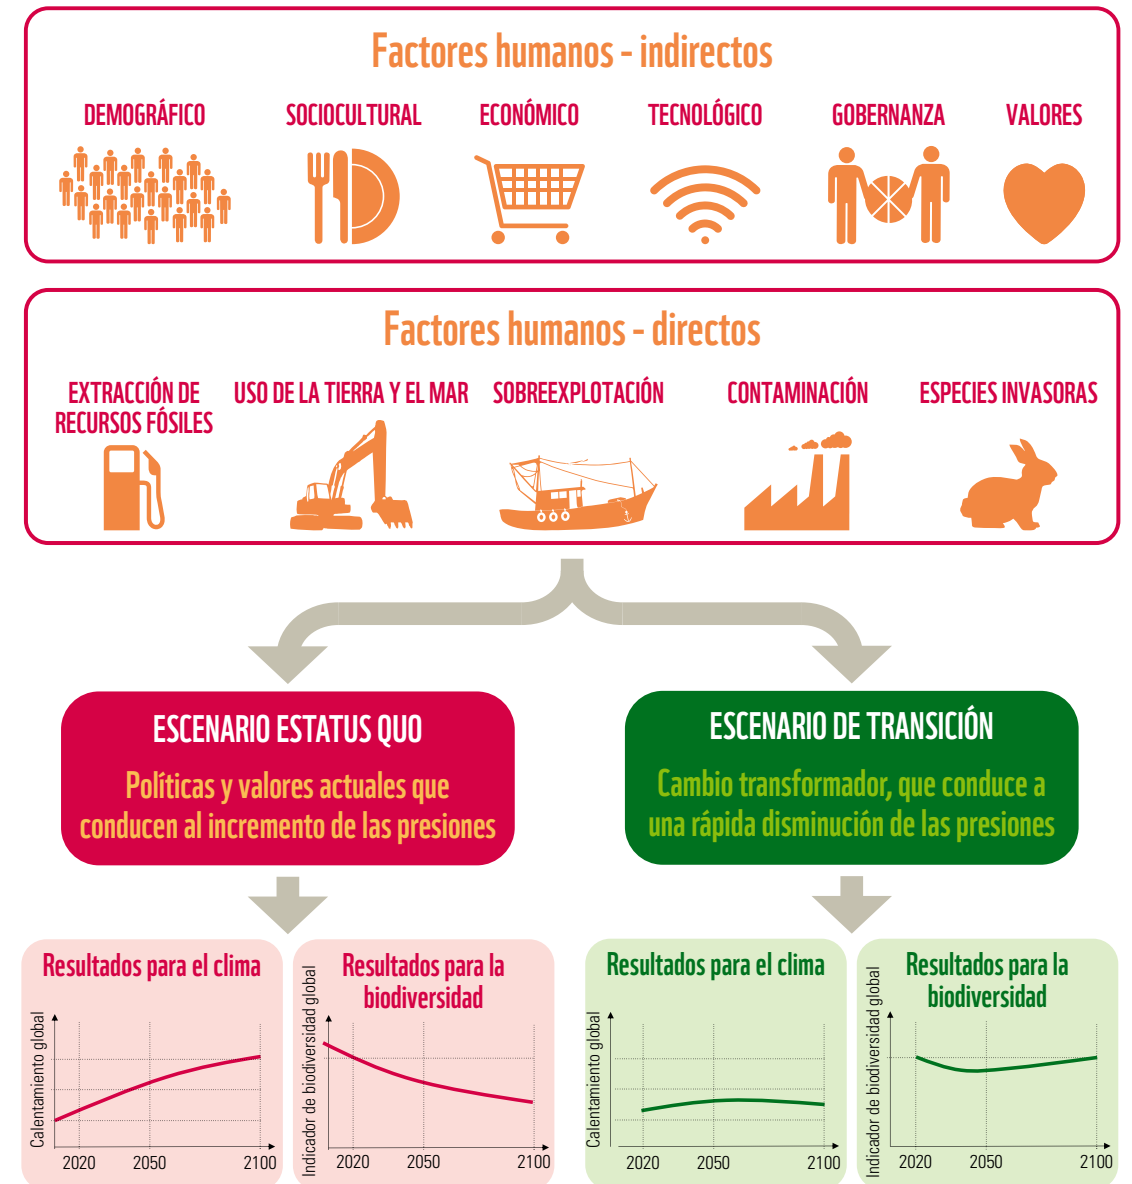 Factores humanos - indirectos
DEMOGRÁFICO
SOCIOCULTURAL
ECONÓMICO
TECNOLÓGICO
GOBERNANZA
VALORES
Factores humanos - directos
EXTRACCIÓN DE
RECURSOS FÓSILES
USO DE LA TIERRA Y EL MAR
SOBREEXPLOTACIÓN
CONTAMINACIÓN
ESPECIES INVASORAS
ESCENARIO ESTATUS QUO
Políticas y valores actuales que
conducen al incremento de las presiones
ESCENARIO DE TRANSICIÓN
Cambio transformador, que conduce a
una rápida disminución de las presiones
Resultados para el clima
Calentamiento global
2020 2050 2100
Resultados para la
biodiversidad
Indicador de biodiversidad global
2020 2050 2100
Resultados para el clima
Calentamiento global
2020 2050 2100
Resultados para la
biodiversidad
Indicador de biodiversidad global
2020 2050 2100